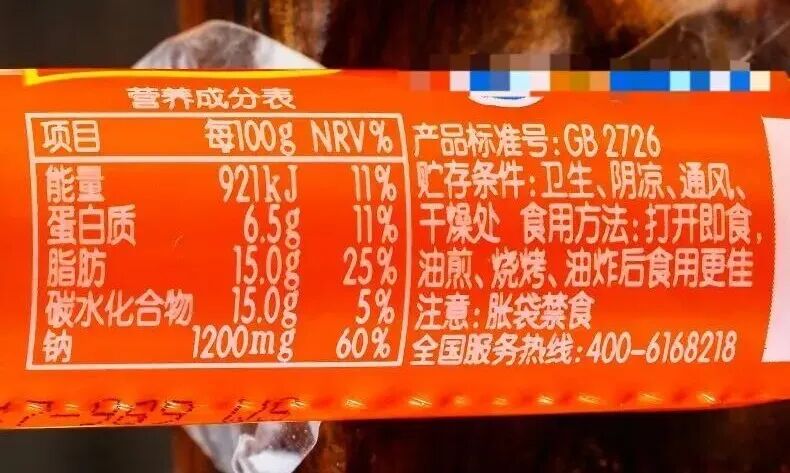 营养成分表
项目 每100g NRV%
能量 921kJ 11%
蛋白质 6.5g 11%
脂肪 15.0g 25%
碳水化合物 15.0g 5%
钠 1200mg 60%
产品标准号:GB 2726
贮存条件:卫生、阴凉、通风、
干燥处 食用方法:打开即食,
油煎、烧烤、油炸后食用更佳
注意:胀袋禁食
全国服务热线:400-6168218